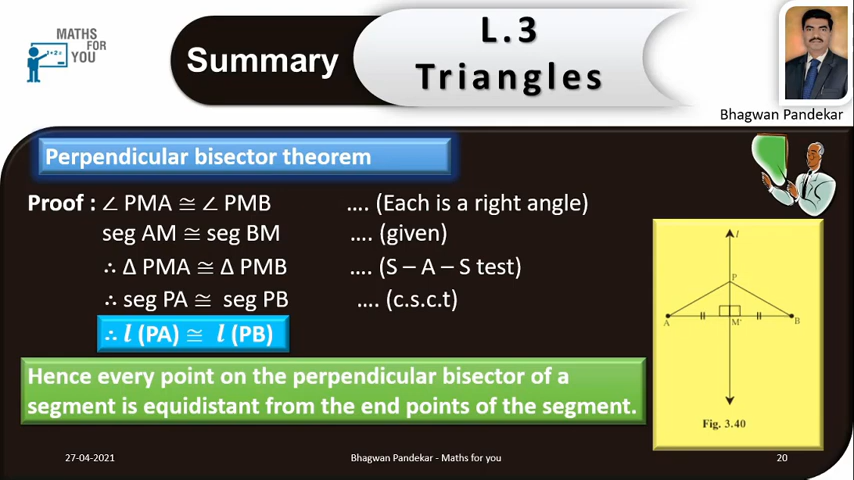 MATHS
FOR
YOU
1+2=
Summary
L.3
Triangles
Bhagwan Pandekar
Perpendicular bisector theorem
Proof : ∠ PMA ≅ ∠ PMB .... (Each is a right angle)
seg AM ≅ seg BM .... (given)
∴ Δ PMA ≅ Δ PMB .... (S – A – S test)
∴ seg PA ≅ seg PB .... (c.s.c.t)
∴ l (PA) ≅ l (PB)
Hence every point on the perpendicular bisector of a
segment is equidistant from the end points of the segment.
l
P
A M B
Fig. 3.40
27-04-2021 Bhagwan Pandekar - Maths for you 20